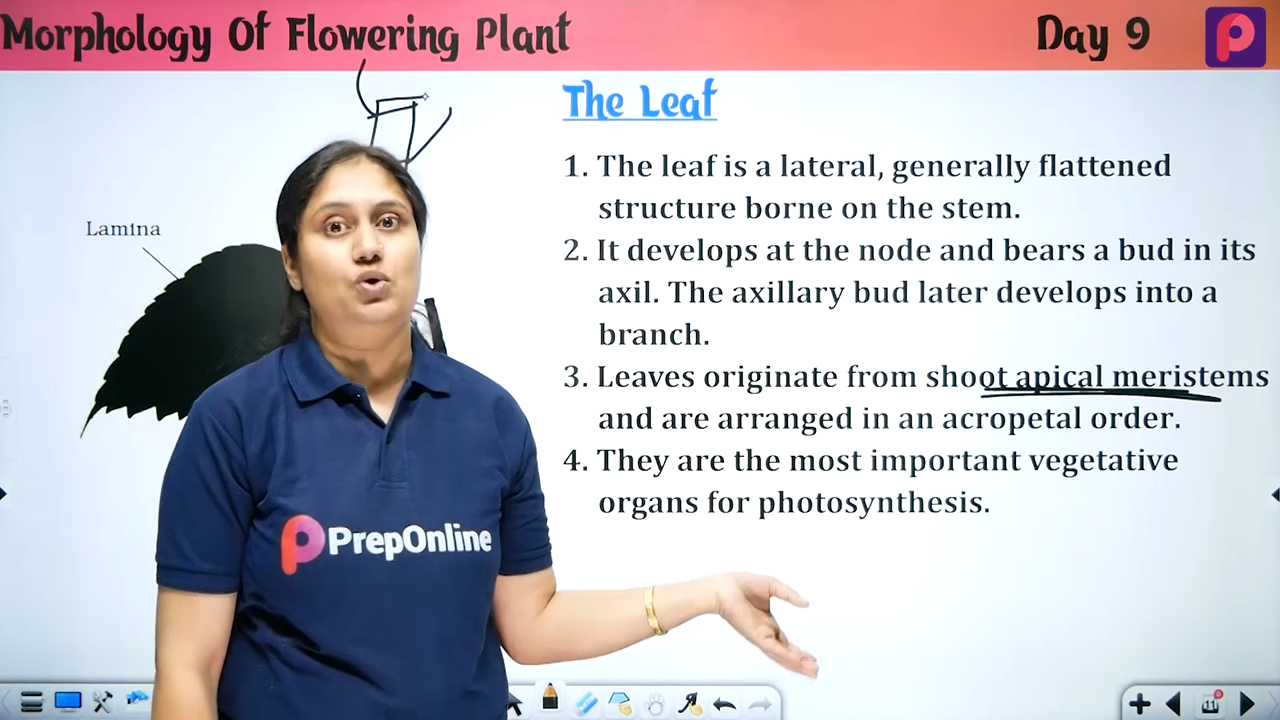 Morphology Of Flowering Plant
Day 9
The Leaf
1. The leaf is a lateral, generally flattened
structure borne on the stem.
2. It develops at the node and bears a bud in its
axil. The axillary bud later develops into a
branch.
3. Leaves originate from shoot apical meristems
and are arranged in an acropetal order.
4. They are the most important vegetative
organs for photosynthesis.
Lamina
PrepOnline
11